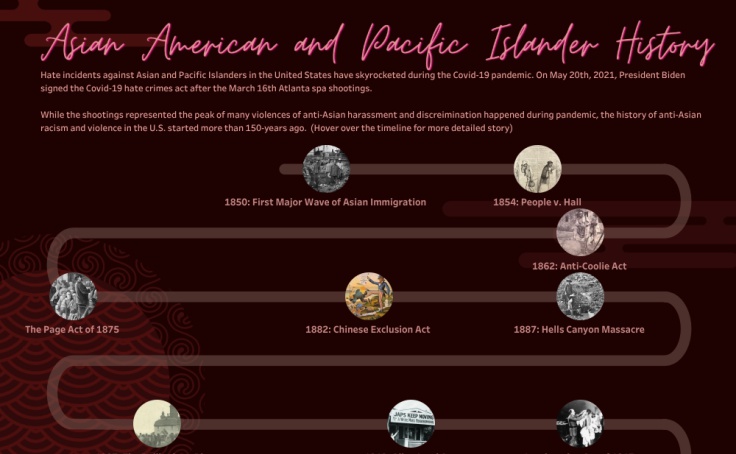 Asian American and Pacific Islander History
Hate incidents against Asian and Pacific Islanders in the United States have skyrocketed during the Covid-19 pandemic. On May 20th, 2021, President Biden
signed the Covid-19 hate crimes act after the March 16th Atlanta spa shootings.
While the shootings represented the peak of many violences of anti-Asian harassment and discreimination happened during pandemic, the history of anti-Asian
racism and violence in the U.S. started more than 150-years ago. (Hover over the timeline for more detailed story)
1850: First Major Wave of Asian Immigration
1854: People v. Hall
1862: Anti-Coolie Act
The Page Act of 1875
1882: Chinese Exclusion Act
1887: Hells Canyon Massacre
JAPS KEEP MOVING